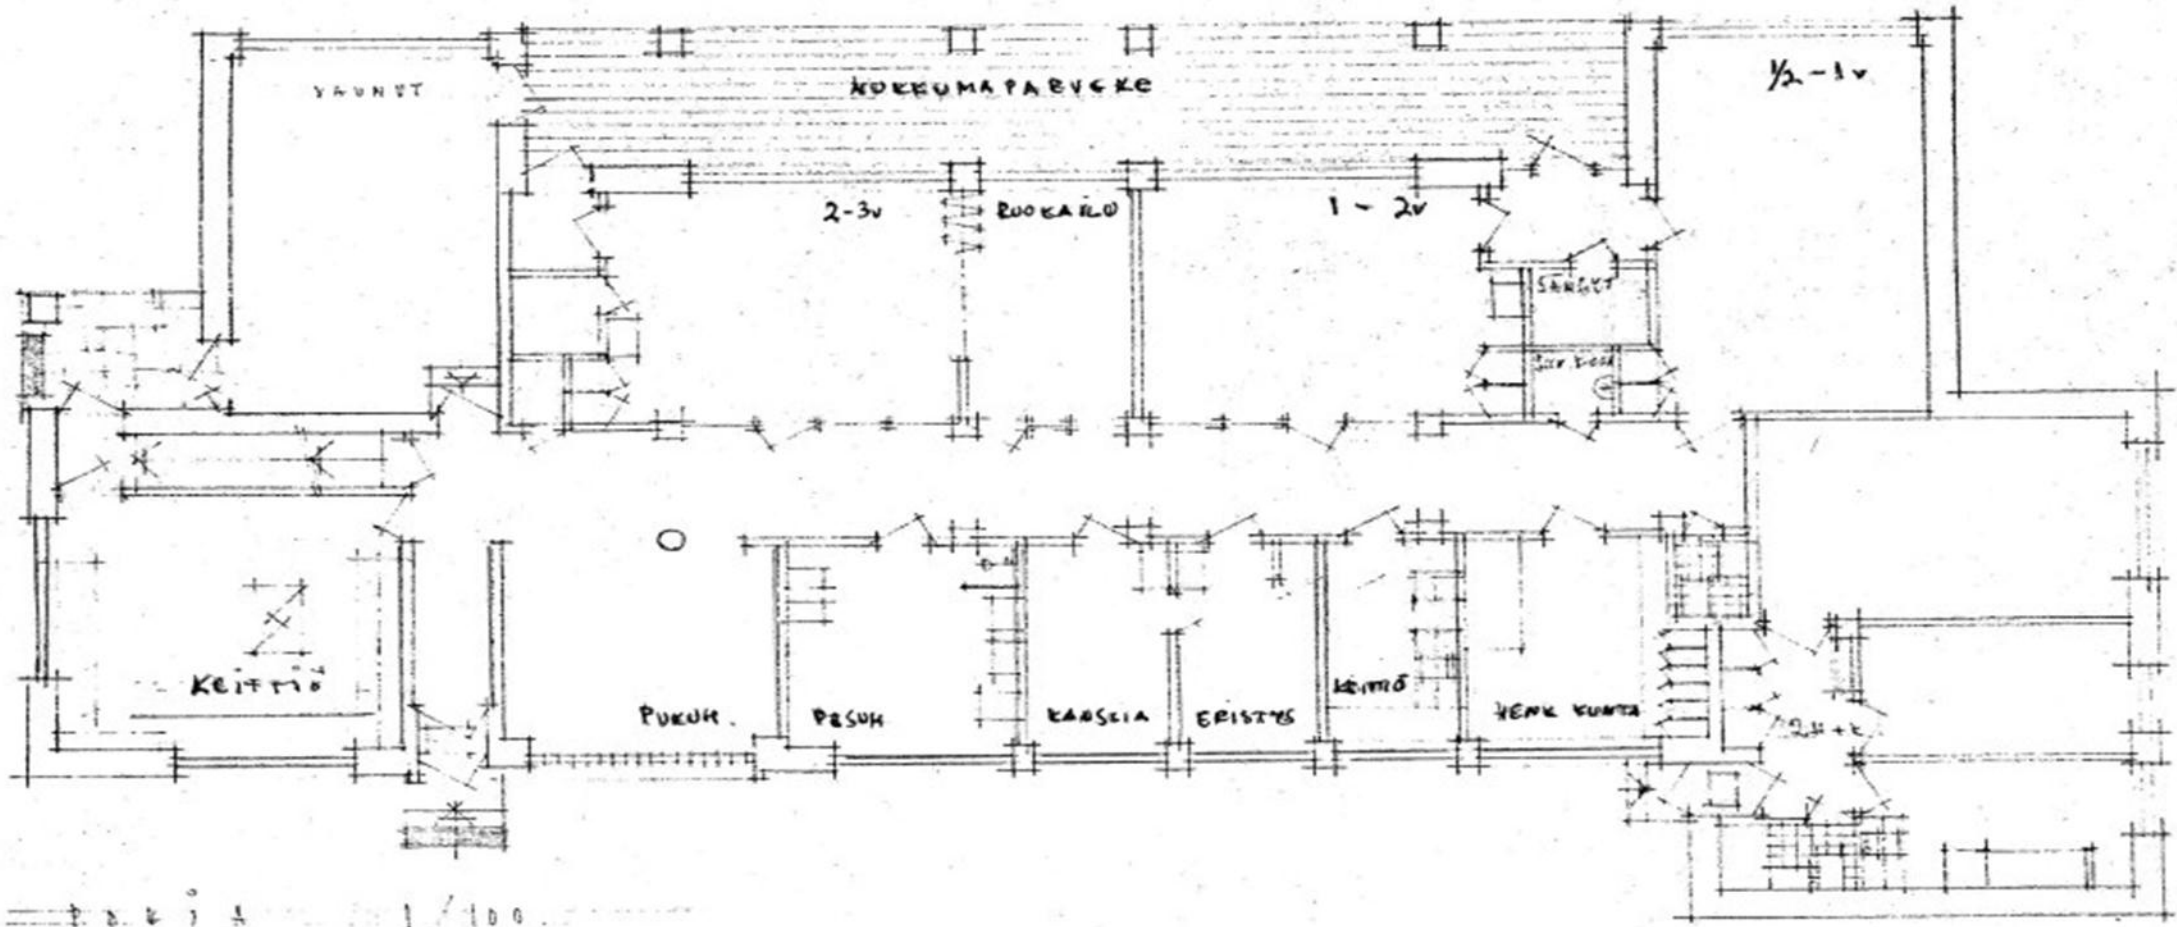 VAUNUT
NUKKUMAPARVEKE
½-1v
2-3v
RUOKAILU
1-2v
SÄNGYT
KEITTIÖ
PUKUH.
PESUH
KANSLIA
ERISTYS
KEITTIÖ
HENK KUNTA
2H+K
1/100